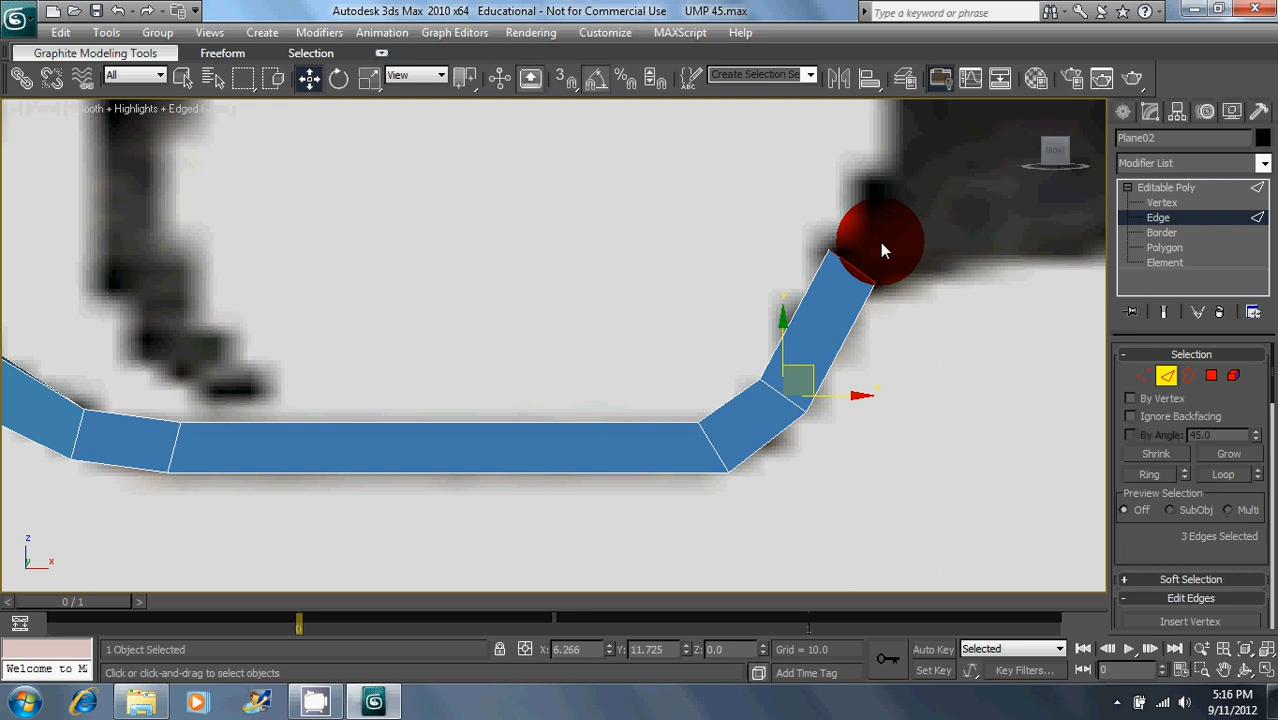 Autodesk 3ds Max 2010 x64 Educational - Not for Commercial Use UMP 45.max
Type a keyword or phrase
Edit Tools Group Views Create Modifiers Animation Graph Editors Rendering Customize MAXScript Help
Graphite Modeling Tools Freeform Selection
All View Create Selection Se
ooth + Highlights + Edged
FRONT
Plane02
Modifier List
Editable Poly
Vertex
Edge
Border
Polygon
Element
Selection
By Vertex
Ignore Backfacing
By Angle: 45.0
Shrink Grow
Ring Loop
Preview Selection
Off SubObj Multi
3 Edges Selected
Soft Selection
Edit Edges
Insert Vertex
z
x
0 / 1
1 Object Selected X: 6.266 Y: 11.725 Z: 0.0 Grid = 10.0 Auto Key Selected
Welcome to M Click or click-and-drag to select objects Add Time Tag Set Key Key Filters... 0
5:16 PM
9/11/2012